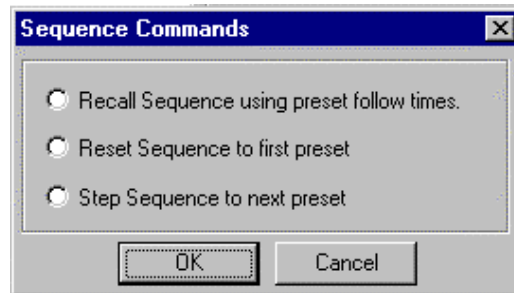 Sequence Commands
Recall Sequence using preset follow times.
Reset Sequence to first preset
Step Sequence to next preset
OK Cancel